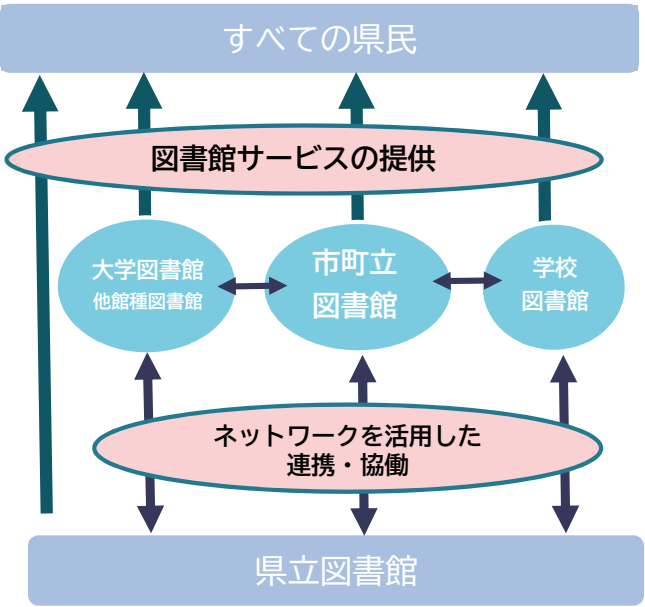 すべての県民
図書館サービスの提供
大学図書館
他館種図書館
市町立
図書館
学校
図書館
ネットワークを活用した
連携・協働
県立図書館